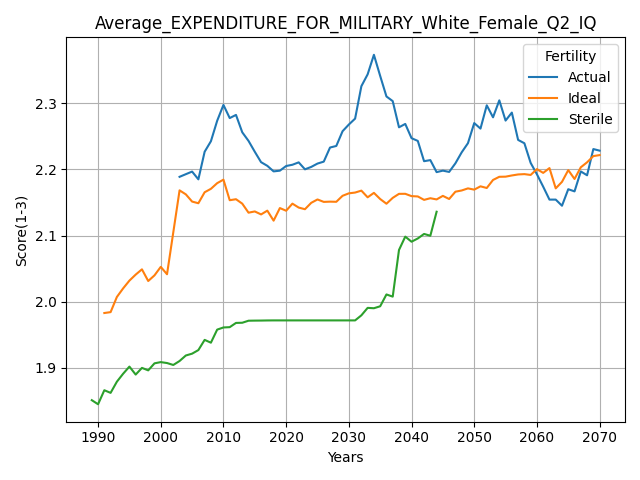 Average_EXPENDITURE_FOR_MILITARY_White_Female_Q2_IQ
Fertility
Actual
Ideal
Sterile
Score(1-3)
2.3
2.2
2.1
2.0
1.9
1990 2000 2010 2020 2030 2040 2050 2060 2070
Years